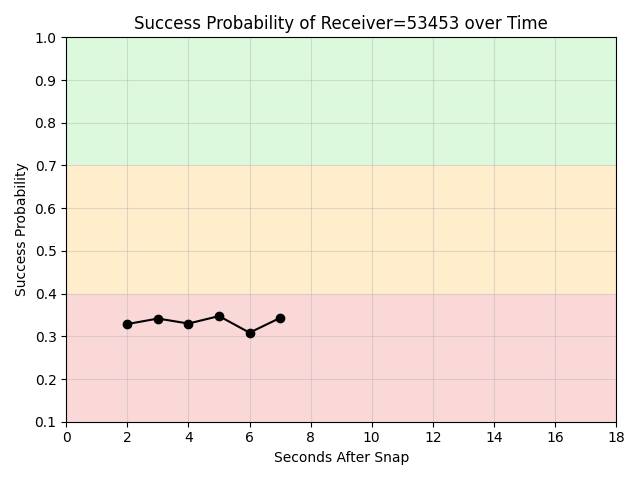 Success Probability of Receiver=53453 over Time
1.0
0.9
0.8
0.7
0.6
0.5
0.4
0.3
0.2
0.1
Success Probability
0 2 4 6 8 10 12 14 16 18
Seconds After Snap